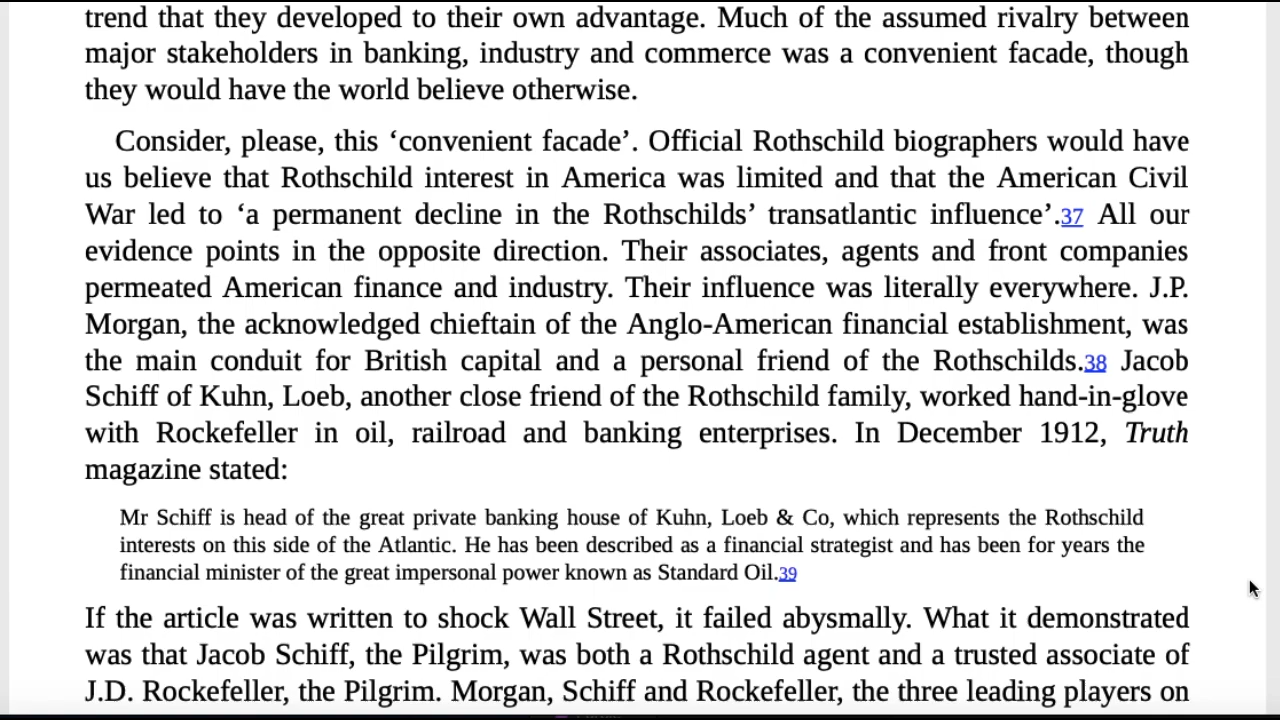 trend that they developed to their own advantage. Much of the assumed rivalry between
major stakeholders in banking, industry and commerce was a convenient facade, though
they would have the world believe otherwise.
Consider, please, this ‘convenient facade’. Official Rothschild biographers would have
us believe that Rothschild interest in America was limited and that the American Civil
War led to ‘a permanent decline in the Rothschilds’ transatlantic influence’.37 All our
evidence points in the opposite direction. Their associates, agents and front companies
permeated American finance and industry. Their influence was literally everywhere. J.P.
Morgan, the acknowledged chieftain of the Anglo-American financial establishment, was
the main conduit for British capital and a personal friend of the Rothschilds.38 Jacob
Schiff of Kuhn, Loeb, another close friend of the Rothschild family, worked hand-in-glove
with Rockefeller in oil, railroad and banking enterprises. In December 1912, Truth
magazine stated:
Mr Schiff is head of the great private banking house of Kuhn, Loeb & Co, which represents the Rothschild
interests on this side of the Atlantic. He has been described as a financial strategist and has been for years the
financial minister of the great impersonal power known as Standard Oil.39
If the article was written to shock Wall Street, it failed abysmally. What it demonstrated
was that Jacob Schiff, the Pilgrim, was both a Rothschild agent and a trusted associate of
J.D. Rockefeller, the Pilgrim. Morgan, Schiff and Rockefeller, the three leading players on